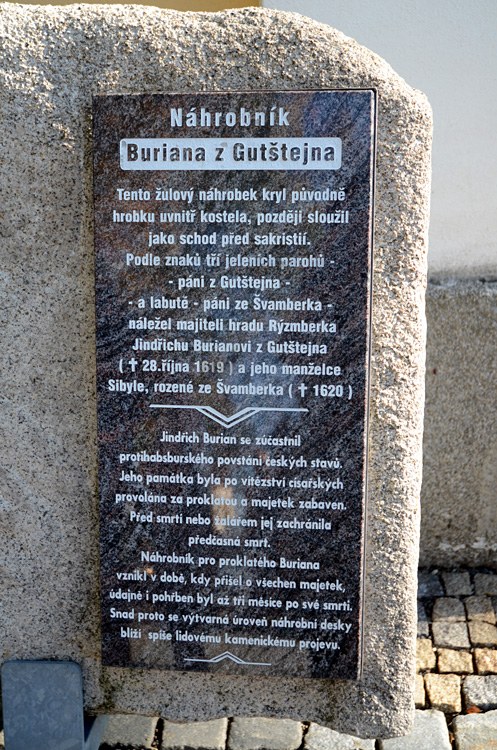 Náhrobník
Buriana z Gutštejna
Tento žulový náhrobek kryl původně
hrobku uvnitř kostela, později sloužil
jako schod před sakristií.
Podle znaků tří jeleních parohů -
- páni z Gutštejna -
- a labutě - páni ze Švamberka -
náležel majiteli hradu Rýzmberka
Jindřichu Burianovi z Gutštejna
( † 28.října 1619 ) a jeho manželce
Sibyle, rozené ze Švamberka ( † 1620 )
Jindřich Burian se zúčastnil
protihabsburského povstání českých stavů.
Jeho památka byla po vítězství císařských
provolána za proklatou a majetek zabaven.
Před smrtí nebo žalářem jej zachránila
předčasná smrt.
Náhrobník pro prokletého Buriana
vznikl v době, kdy přišel o všechen majetek,
údajně i pohřben byl až tři měsíce po své smrti.
Snad proto se výtvarná úroveň náhrobní desky
blíží spíše lidovému kamenickému projevu.